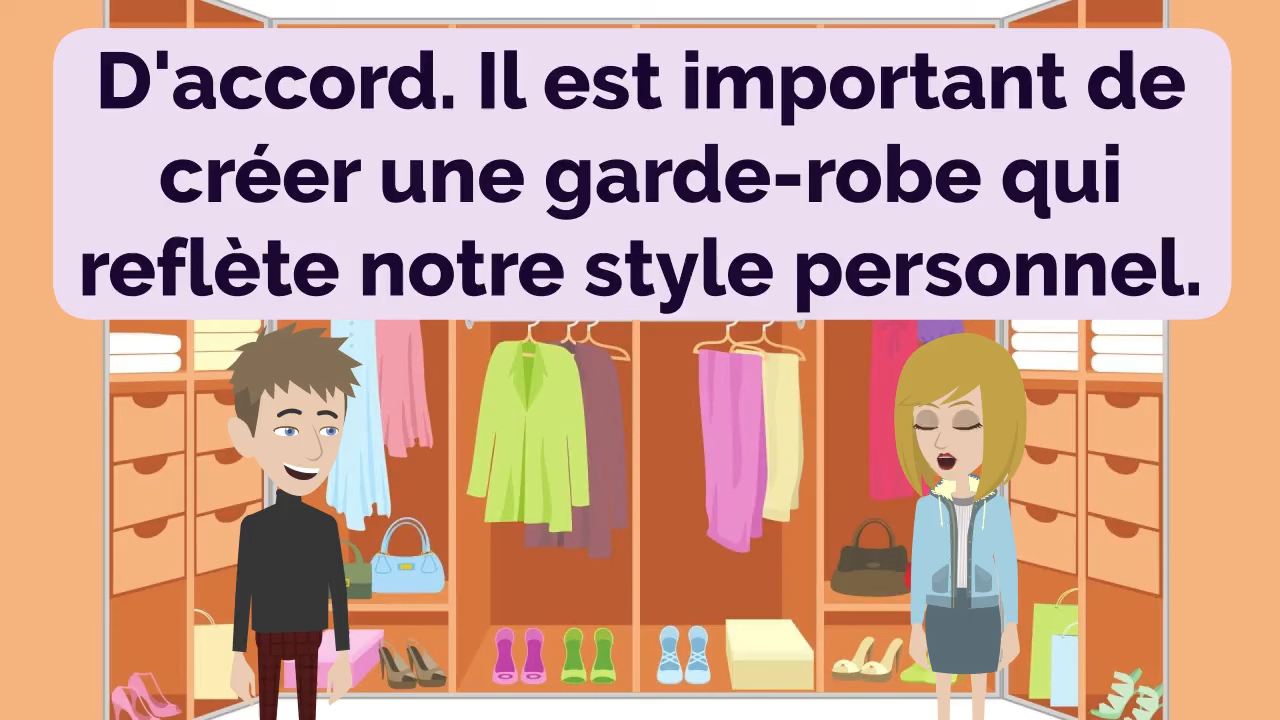 D'accord. Il est important de
créer une garde-robe qui
reflète notre style personnel.